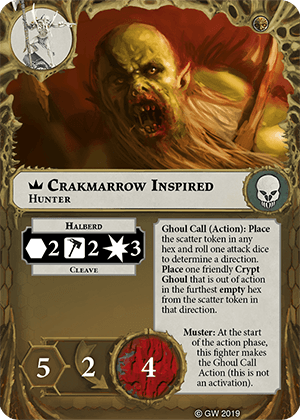 Crakmarrow Inspired
Hunter
Halberd
2 2 3
Cleave
Ghoul Call (Action): Place
the scatter token in any
hex and roll one attack dice
to determine a direction.
Place one friendly Crypt
Ghoul that is out of action
in the furthest empty hex
from the scatter token in
that direction.
Muster: At the start
of the action phase,
this fighter makes
the Ghoul Call
Action (this is not
an activation).
5 2 4
© GW 2019